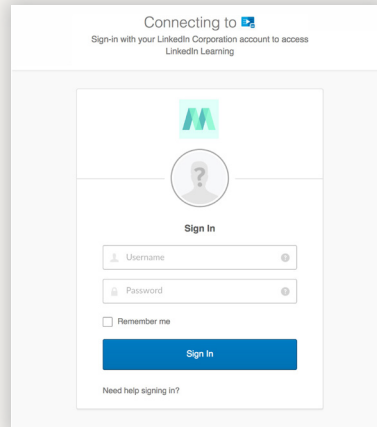 Connecting to
Sign-in with your LinkedIn Corporation account to access
LinkedIn Learning
?
Sign In
Username
?
Password
?
Remember me
Sign In
Need help signing in?